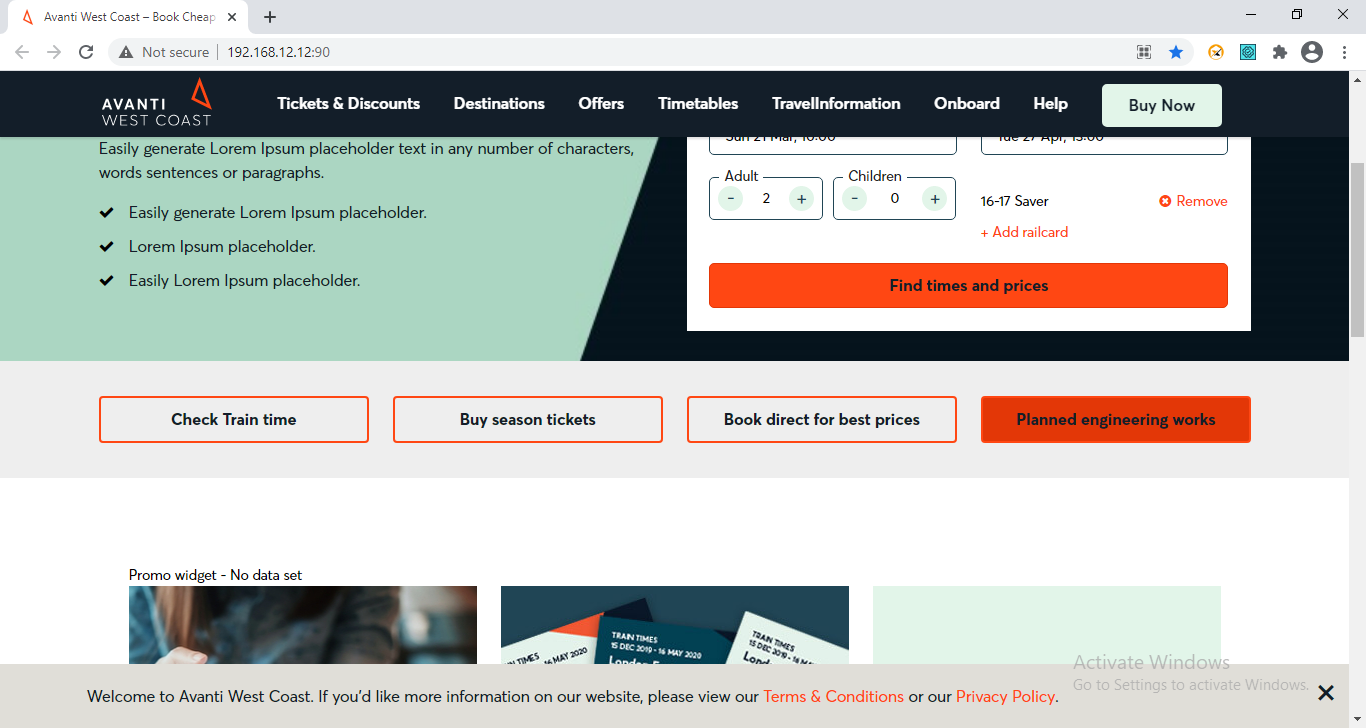 Avanti West Coast – Book Cheap
Not secure
192.168.12.12:90
AVANTI
WEST COAST
Tickets & Discounts
Destinations
Offers
Timetables
TravelInformation
Onboard
Help
Buy Now
Easily generate Lorem Ipsum placeholder text in any number of characters,
words sentences or paragraphs.
Easily generate Lorem Ipsum placeholder.
Lorem Ipsum placeholder.
Easily Lorem Ipsum placeholder.
Sun 21 Mar, 10:00
Tue 27 Apr, 13:00
Adult
- 2 +
Children
- 0 +
16-17 Saver
Remove
+ Add railcard
Find times and prices
Check Train time
Buy season tickets
Book direct for best prices
Planned engineering works
Promo widget - No data set
TIMES
MAY 2020
TRAIN TIMES
15 DEC 2019 - 16 MAY 2020
London
TRAIN TIMES
15 DEC 2019 - 16 M
Lond
Activate Windows
Go to Settings to activate Windows.
Welcome to Avanti West Coast. If you'd like more information on our website, please view our Terms & Conditions or our Privacy Policy.